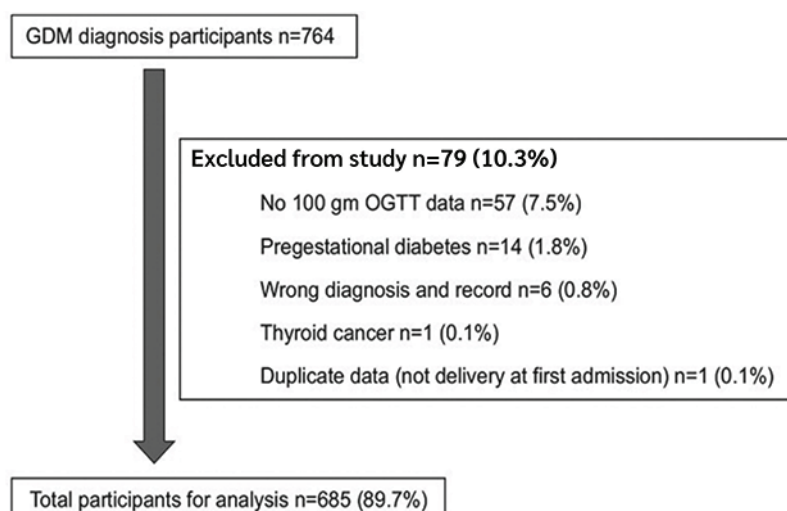 GDM diagnosis participants n=764
Excluded from study n=79 (10.3%)
No 100 gm OGTT data n=57 (7.5%)
Pregestational diabetes n=14 (1.8%)
Wrong diagnosis and record n=6 (0.8%)
Thyroid cancer n=1 (0.1%)
Duplicate data (not delivery at first admission) n=1 (0.1%)
Total participants for analysis n=685 (89.7%)